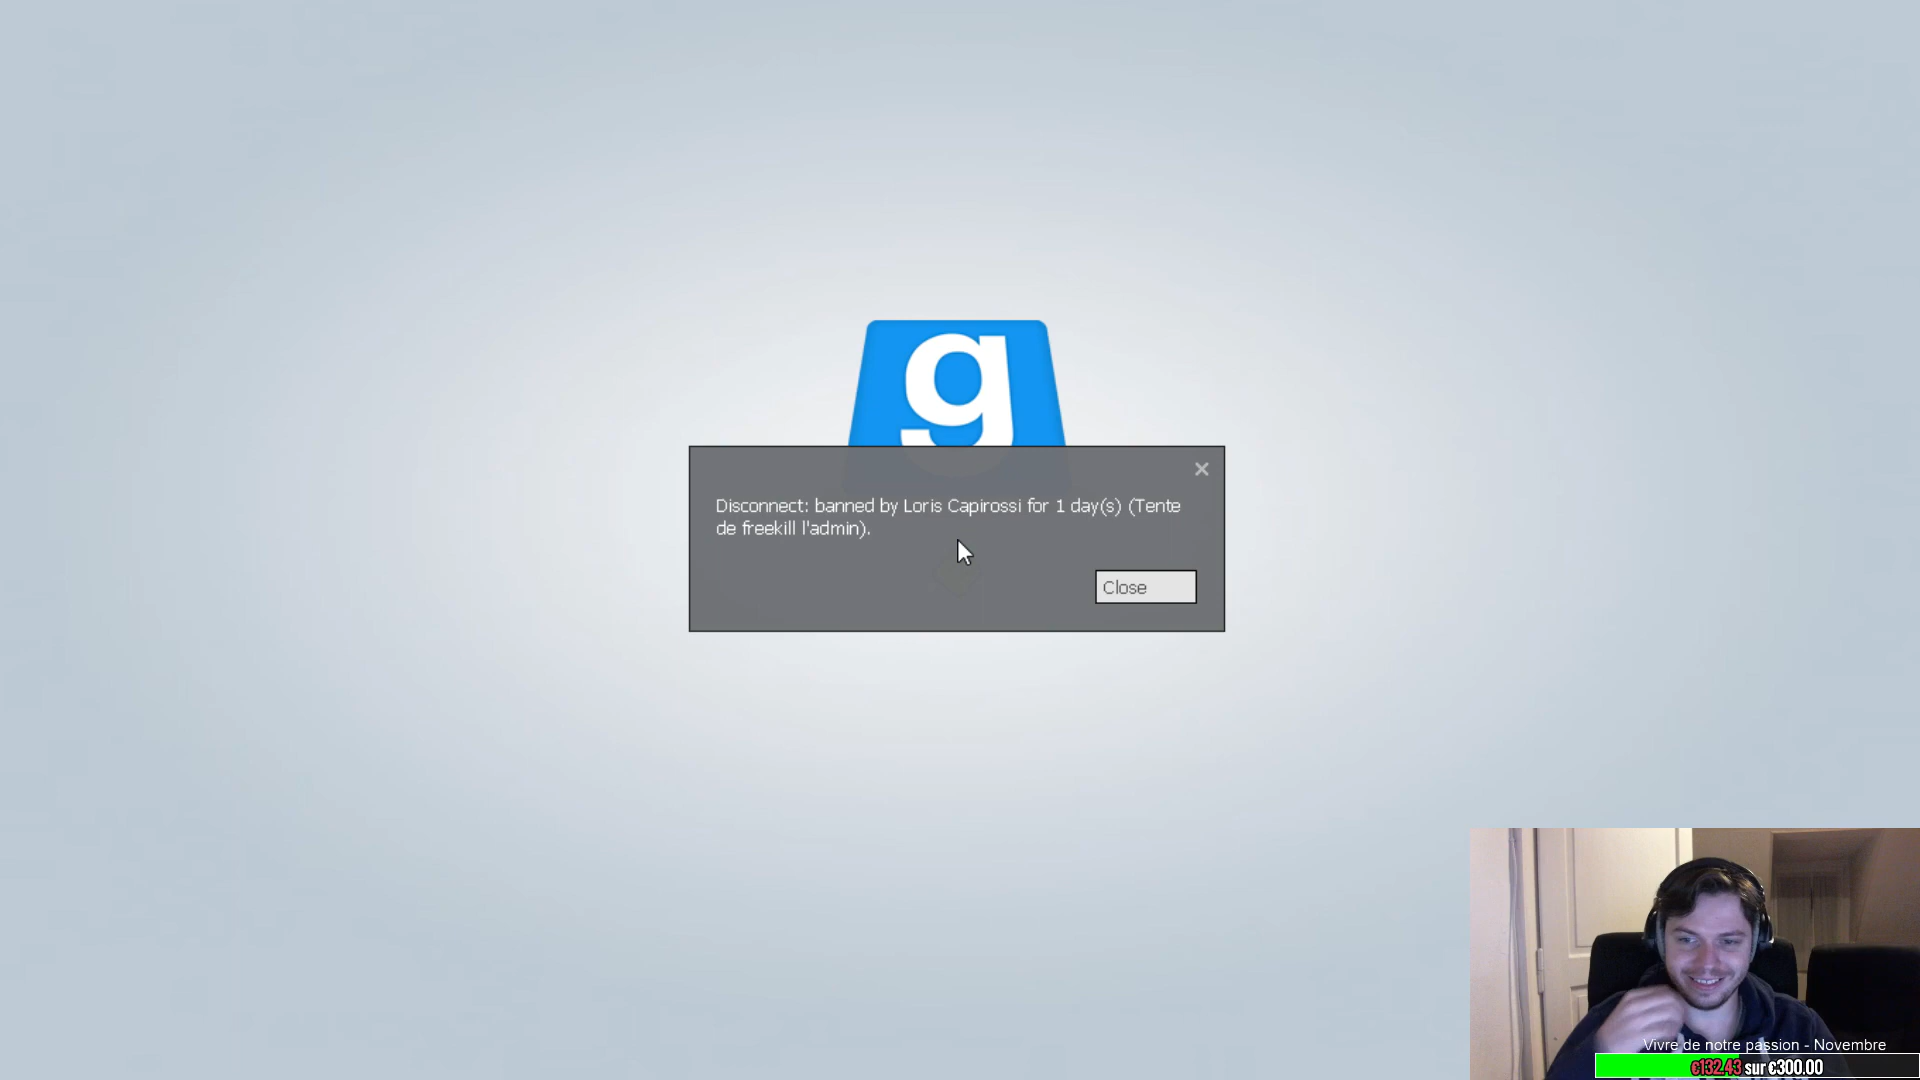 g
Disconnect: banned by Loris Capirossi for 1 day(s) (Tente
de freekill l'admin).
Close
Vivre de notre passion - Novembre
€132.43 sur €300.00